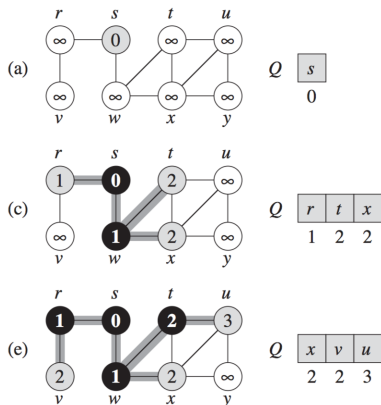 r s t u
(a) ∞ 0 ∞ ∞ Q s
∞ ∞ ∞ ∞ 0
v w x y
r s t u
(c) 1 0 2 ∞ Q r t x
∞ 1 2 ∞ 1 2 2
v w x y
r s t u
(e) 1 0 2 3 Q x v u
2 1 2 ∞ 2 2 3
v w x y